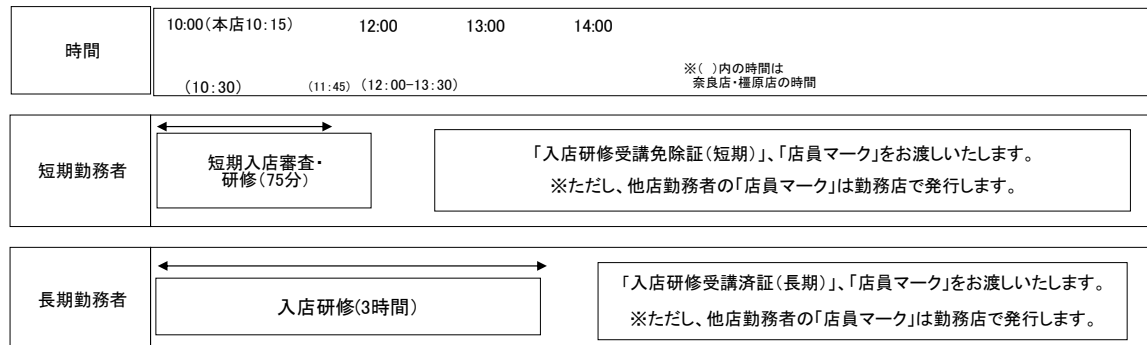 時間
10:00(本店10:15) 12:00 13:00 14:00
※( )内の時間は
奈良店・橿原店の時間
(10:30) (11:45) (12:00-13:30)
短期勤務者
短期入店審査・
研修(75分)
「入店研修受講免除証(短期)」、「店員マーク」をお渡しいたします。
※ただし、他店勤務者の「店員マーク」は勤務店で発行します。
長期勤務者
入店研修(3時間)
「入店研修受講済証(長期)」、「店員マーク」をお渡しいたします。
※ただし、他店勤務者の「店員マーク」は勤務店で発行します。